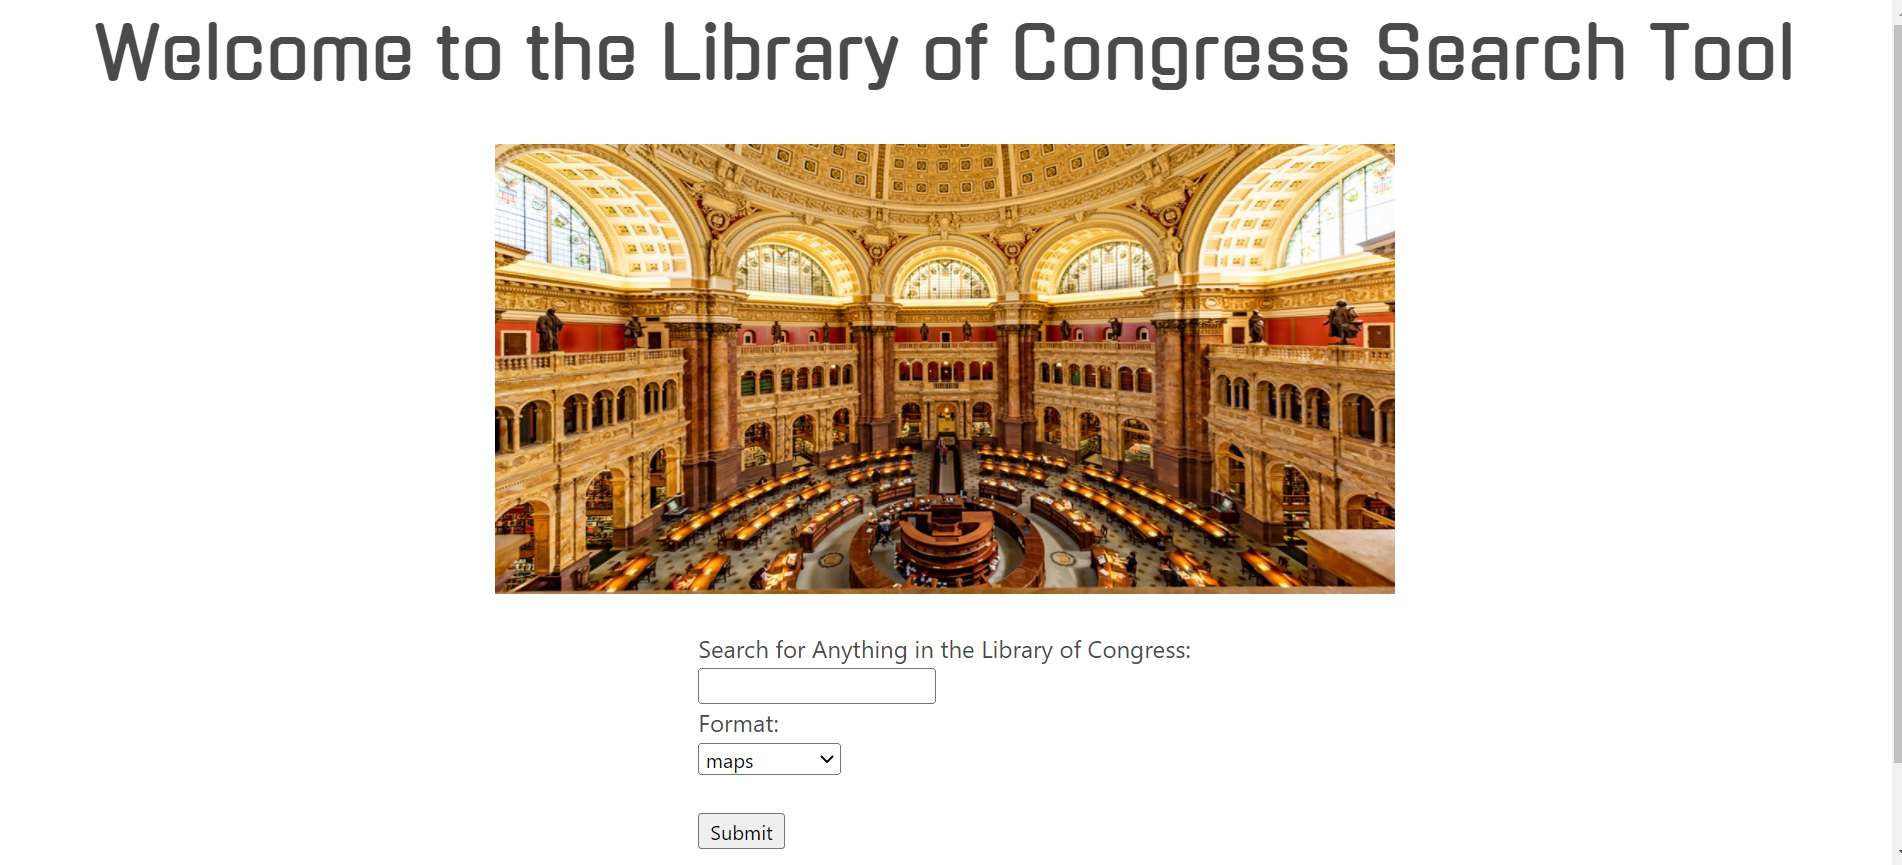 Welcome to the Library of Congress Search Tool
Search for Anything in the Library of Congress:
Format:
maps
Submit